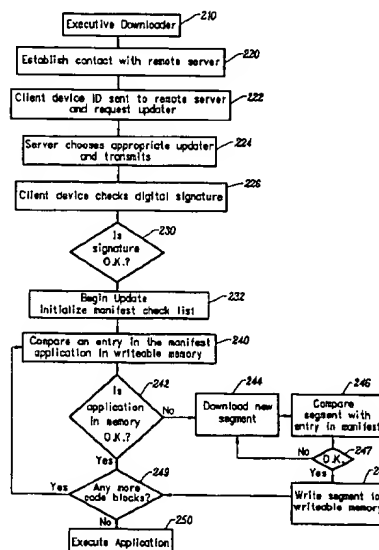 Executive Downloader
210
Establish contact with remote server
220
Client device ID sent to remote server
and request updater
222
Server chooses appropriate updater
and transmits
224
Client device checks digital signature
226
Is
signature
O.K.?
230
Begin Update
Initialize manifest check list
232
Compare an entry in the manifest
application in writeable memory
240
Is
application
in memory
O.K.?
242
No
Yes
Download new
segment
244
Compare
segment with
entry in manifest
246
O.K.
247
No
Yes
Write segment to
writeable memory
Any more
code blocks?
249
Yes
No
Execute Application
250